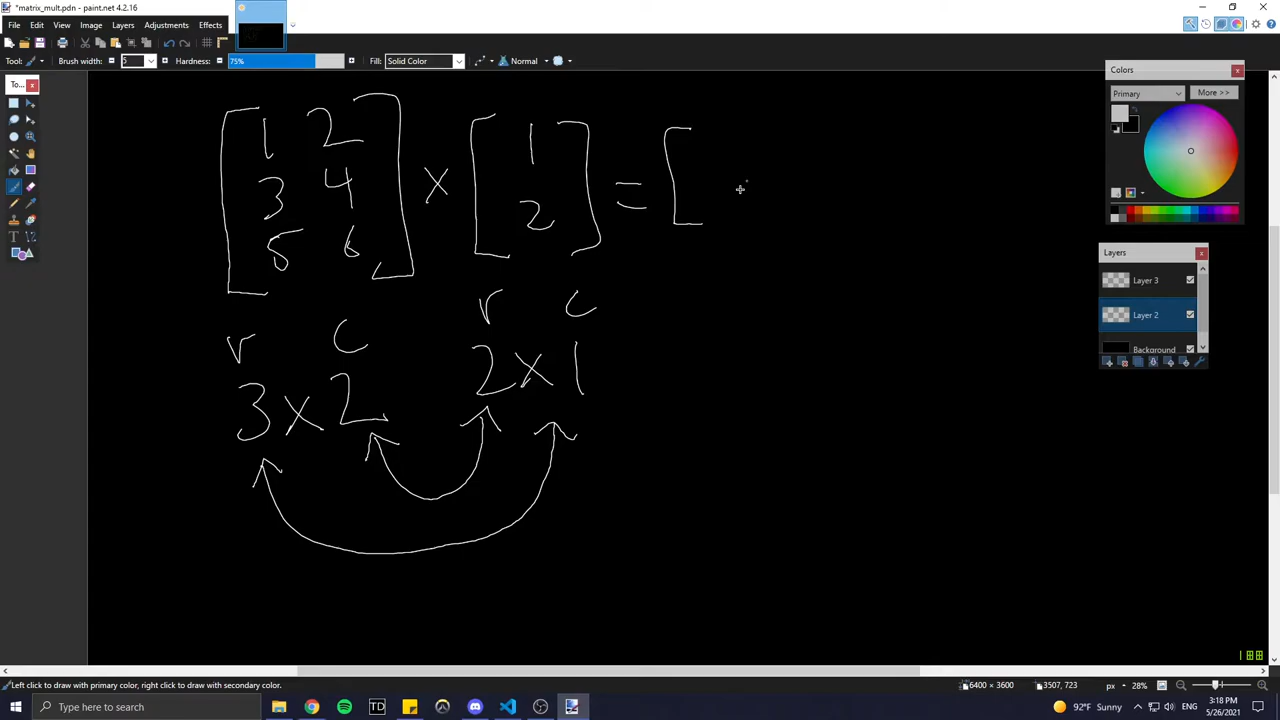 *matrix_mult.pdn - paint.net 4.2.16
File Edit View Image Layers Adjustments Effects
Tool: Brush width: 5 Hardness: 75% Fill: Solid Color Normal
To...
Colors
Primary More >>
Layers
Layer 3
Layer 2
Background
1 2
3 4
5 6
×
1
2
= [
r c
3 × 2
r c
2 × 1
Left click to draw with primary color, right click to draw with secondary color. 6400 × 3600 3507, 723 px 28%
Type here to search TD 92°F Sunny ENG 3:18 PM
5/26/2021